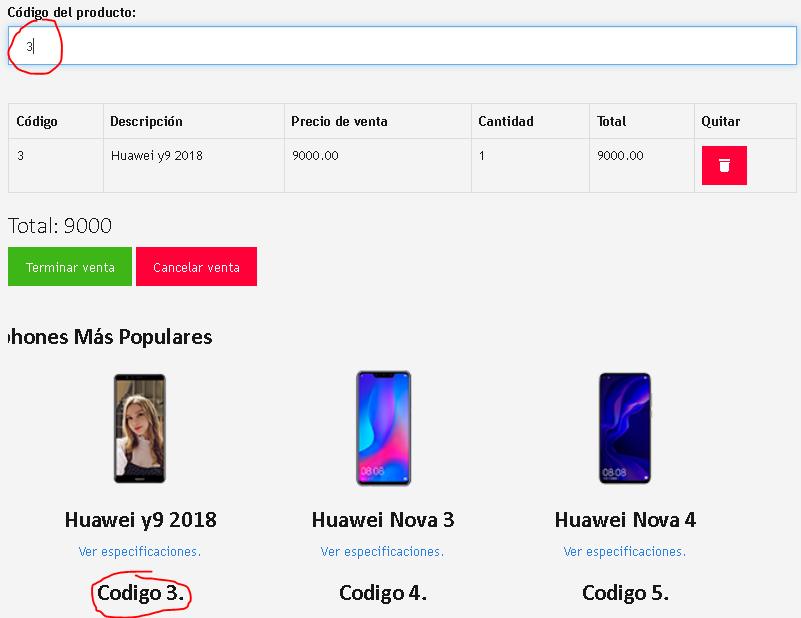 Código del producto:
3
Código Descripción Precio de venta Cantidad Total Quitar
3 Huawei y9 2018 9000.00 1 9000.00
Total: 9000
Terminar venta Cancelar venta
phones Más Populares
08:08 08:08
Huawei y9 2018 Huawei Nova 3 Huawei Nova 4
Ver especificaciones. Ver especificaciones. Ver especificaciones.
Codigo 3. Codigo 4. Codigo 5.